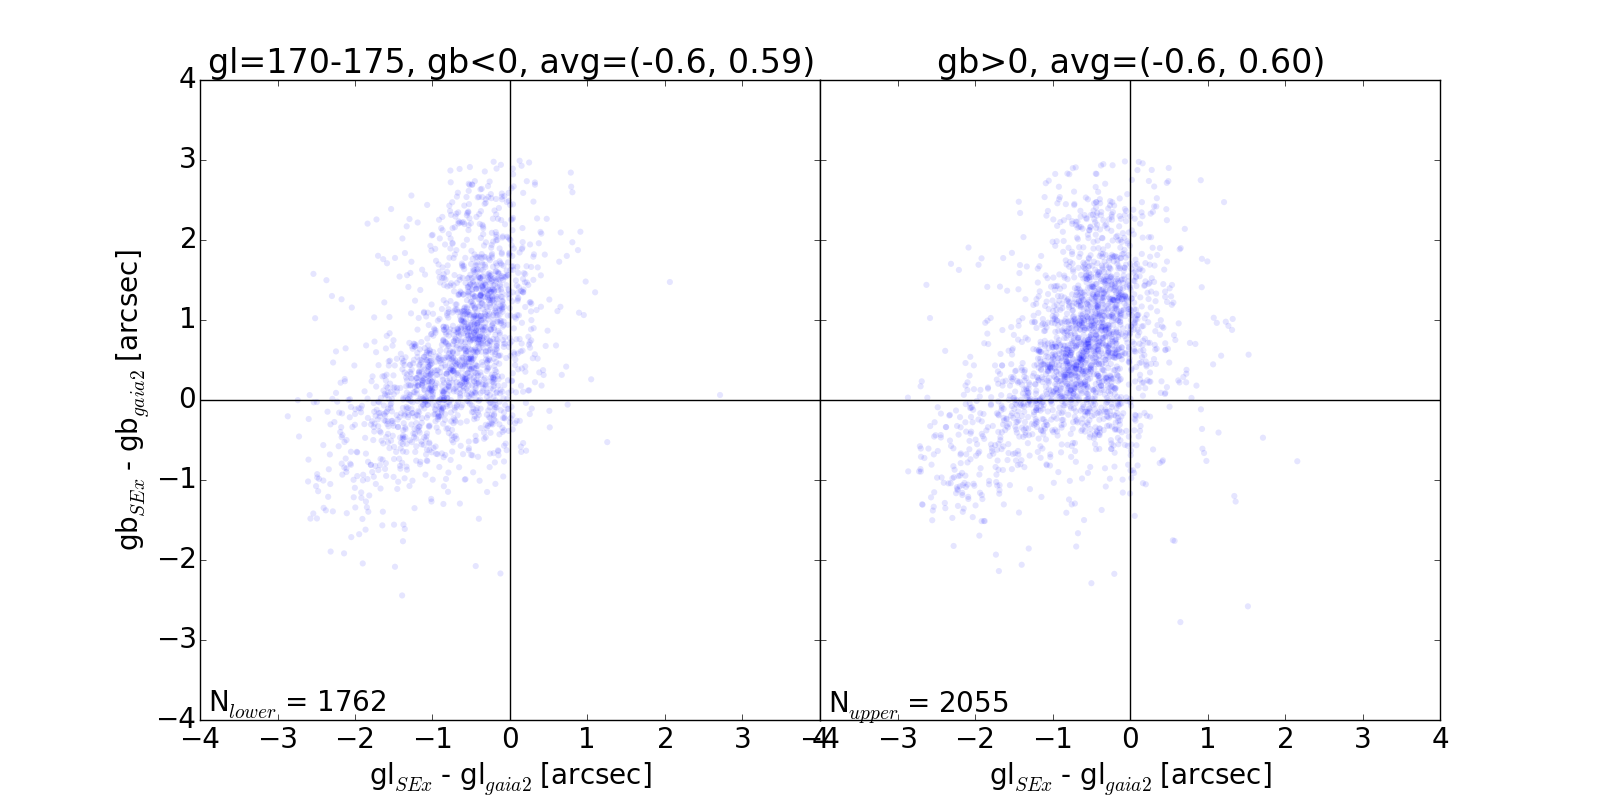 gl=170-175, gb<0, avg=(-0.6, 0.59)
gb>0, avg=(-0.6, 0.60)
4
3
2
1
0
−1
−2
−3
−4
gb_SEx - gb_gaia2 [arcsec]
N_lower = 1762
N_upper = 2055
−4 −3 −2 −1 0 1 2 3 4
−4 −3 −2 −1 0 1 2 3 4
gl_SEx - gl_gaia2 [arcsec]
gl_SEx - gl_gaia2 [arcsec]